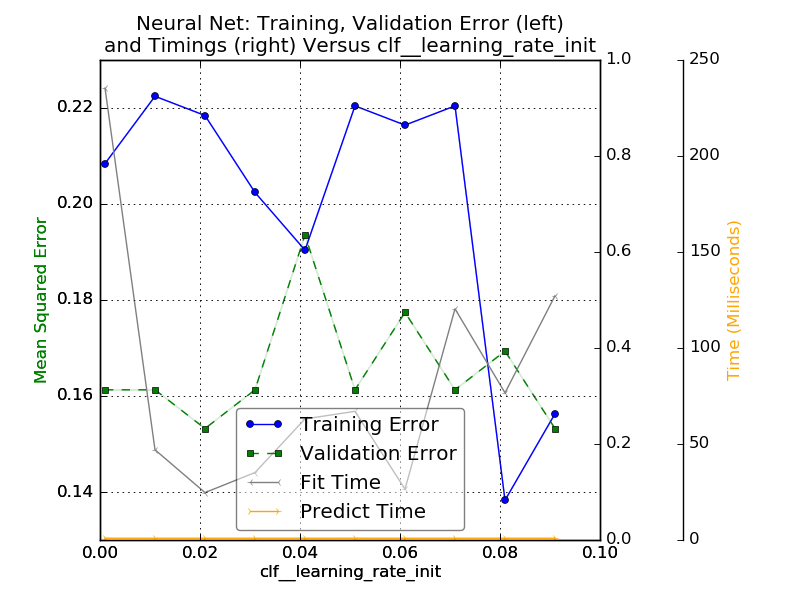 Neural Net: Training, Validation Error (left)
and Timings (right) Versus clf__learning_rate_init
Mean Squared Error
0.22
0.20
0.18
0.16
0.14
1.0
0.8
0.6
0.4
0.2
0.0
250
200
150
100
50
0
Time (Milliseconds)
Training Error
Validation Error
Fit Time
Predict Time
0.00 0.02 0.04 0.06 0.08 0.10
clf__learning_rate_init